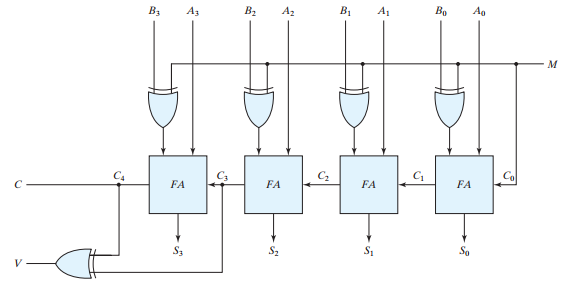 B₃ A₃ B₂ A₂ B₁ A₁ B₀ A₀
M
C C₄ FA C₃ FA C₂ FA C₁ FA C₀
S₃ S₂ S₁ S₀
V